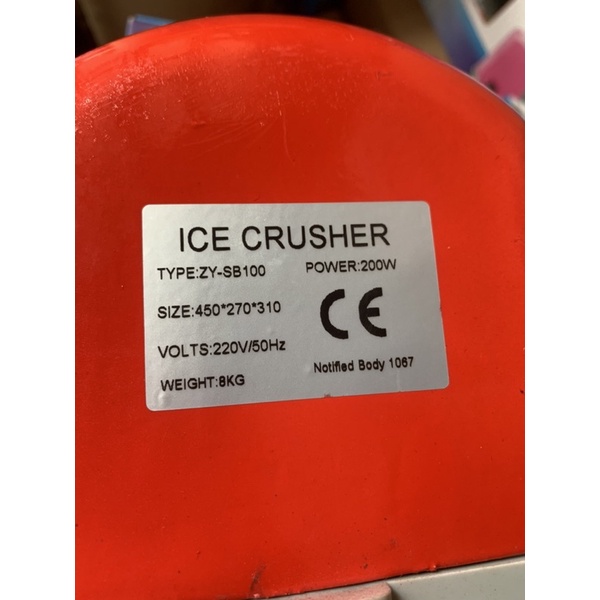 ICE CRUSHER
TYPE:ZY-SB100 POWER:200W
SIZE:450*270*310
CE
VOLTS:220V/50Hz
Notified Body 1067
WEIGHT:8KG